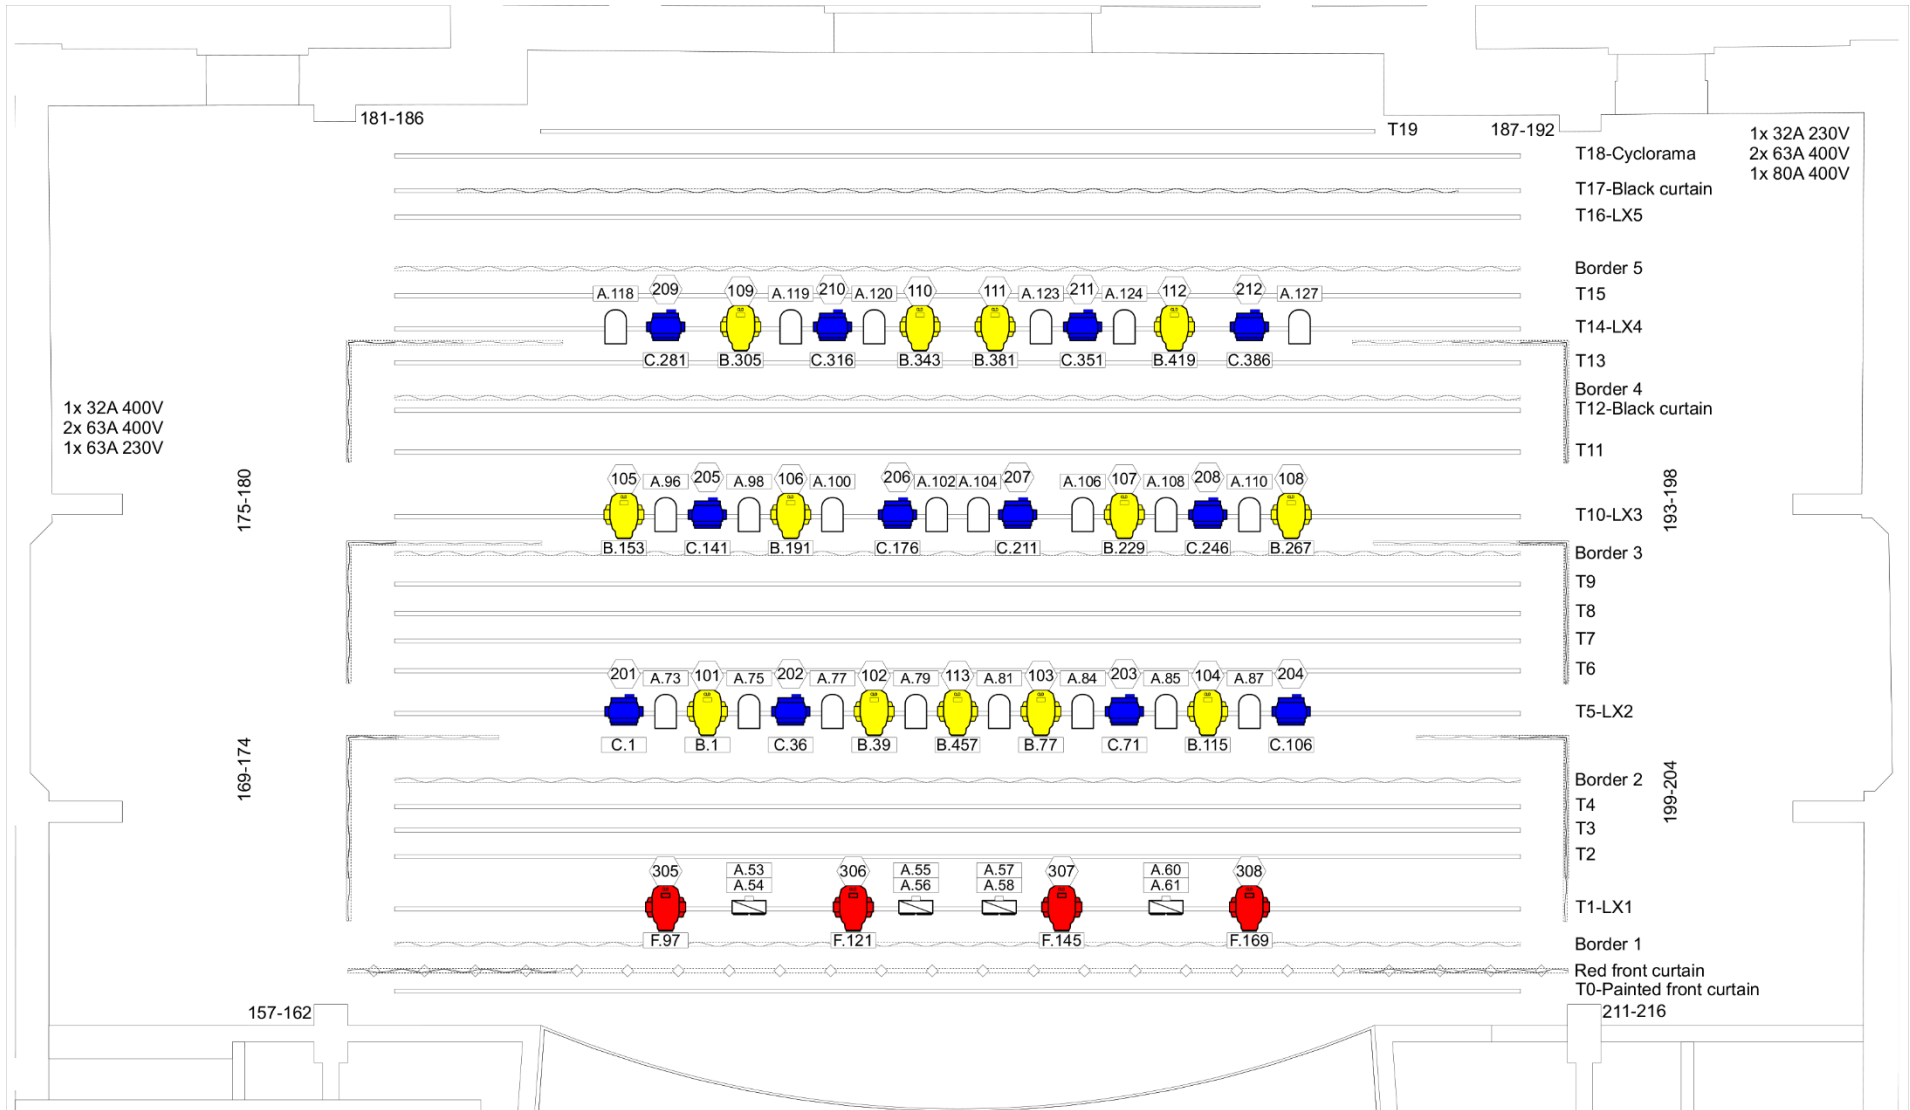 181-186
T19
187-192
1x 32A 230V
2x 63A 400V
1x 80A 400V
T18-Cyclorama
T17-Black curtain
T16-LX5
Border 5
A.118
209
109
A.119
210
A.120
110
111
A.123
211
A.124
112
212
A.127
T15
T14-LX4
C.281
B.305
C.316
B.343
B.381
C.351
B.419
C.386
T13
Border 4
T12-Black curtain
1x 32A 400V
2x 63A 400V
1x 63A 230V
T11
175-180
193-198
105
A.96
205
A.98
106
A.100
206
A.102
A.104
207
A.106
107
A.108
208
A.110
108
T10-LX3
B.153
C.141
B.191
C.176
C.211
B.229
C.246
B.267
Border 3
T9
T8
T7
T6
201
A.73
101
A.75
202
A.77
102
A.79
113
A.81
103
A.84
203
A.85
104
A.87
204
T5-LX2
C.1
B.1
C.36
B.39
B.457
B.77
C.71
B.115
C.106
169-174
199-204
Border 2
T4
T3
T2
305
A.53
A.54
306
A.55
A.56
A.57
A.58
307
A.60
A.61
308
T1-LX1
F.97
F.121
F.145
F.169
Border 1
Red front curtain
T0-Painted front curtain
157-162
211-216